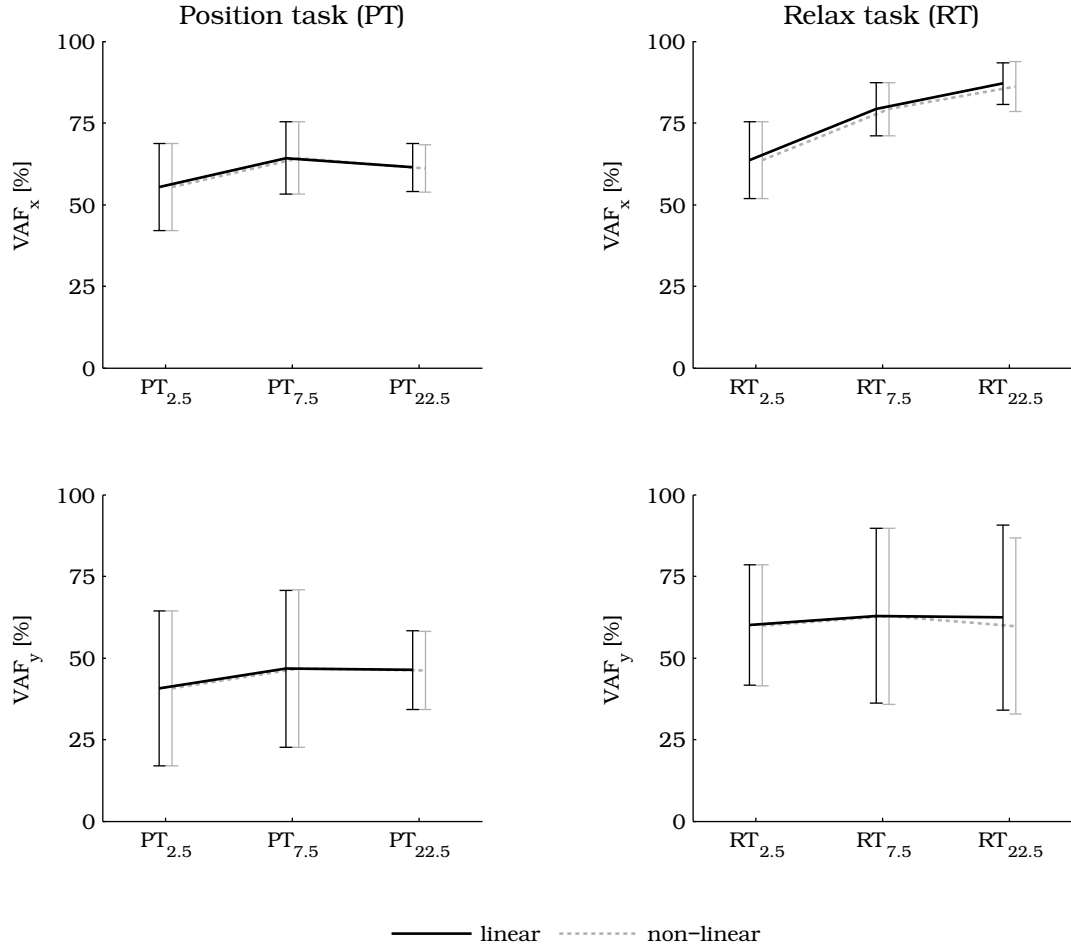 Position task (PT)
Relax task (RT)
100
75
50
25
0
VAF_x [%]
PT_2.5 PT_7.5 PT_22.5
100
75
50
25
0
VAF_x [%]
RT_2.5 RT_7.5 RT_22.5
100
75
50
25
0
VAF_y [%]
PT_2.5 PT_7.5 PT_22.5
100
75
50
25
0
VAF_y [%]
RT_2.5 RT_7.5 RT_22.5
linear non−linear